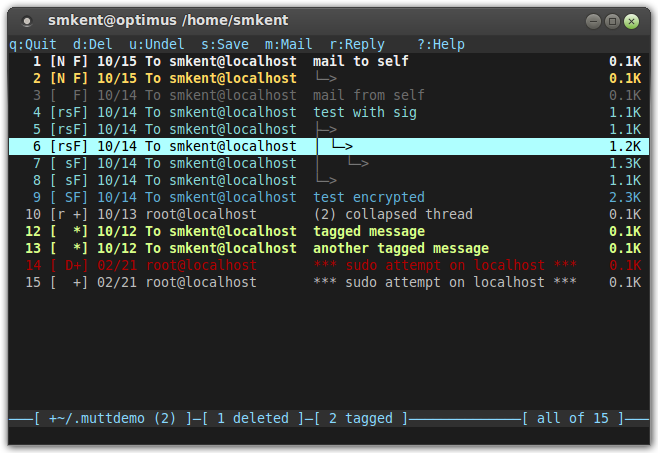 smkent@optimus /home/smkent
q:Quit  d:Del  u:Undel  s:Save  m:Mail  r:Reply    ?:Help
1 [N F] 10/15 To smkent@localhost  mail to self                         0.1K
2 [N F] 10/15 To smkent@localhost  └─>                                  0.1K
3 [  F] 10/14 To smkent@localhost  mail from self                       0.1K
4 [rsF] 10/14 To smkent@localhost  test with sig                        1.1K
5 [rsF] 10/14 To smkent@localhost  ├─>                                  1.1K
6 [rsF] 10/14 To smkent@localhost  │ └─>                                1.2K
7 [ sF] 10/14 To smkent@localhost  │   └─>                              1.3K
8 [ sF] 10/14 To smkent@localhost  └─>                                  1.1K
9 [ SF] 10/14 To smkent@localhost  test encrypted                       2.3K
10 [r +] 10/13 root@localhost       (2) collapsed thread                 0.1K
12 [  *] 10/12 To smkent@localhost  tagged message                       0.1K
13 [  *] 10/12 To smkent@localhost  another tagged message               0.1K
14 [ D+] 02/21 root@localhost       *** sudo attempt on localhost ***    0.1K
15 [  +] 02/21 root@localhost       *** sudo attempt on localhost ***    0.1K
───[ +~/.muttdemo (2) ]─[ 1 deleted ]─[ 2 tagged ]──────────────[ all of 15 ]───